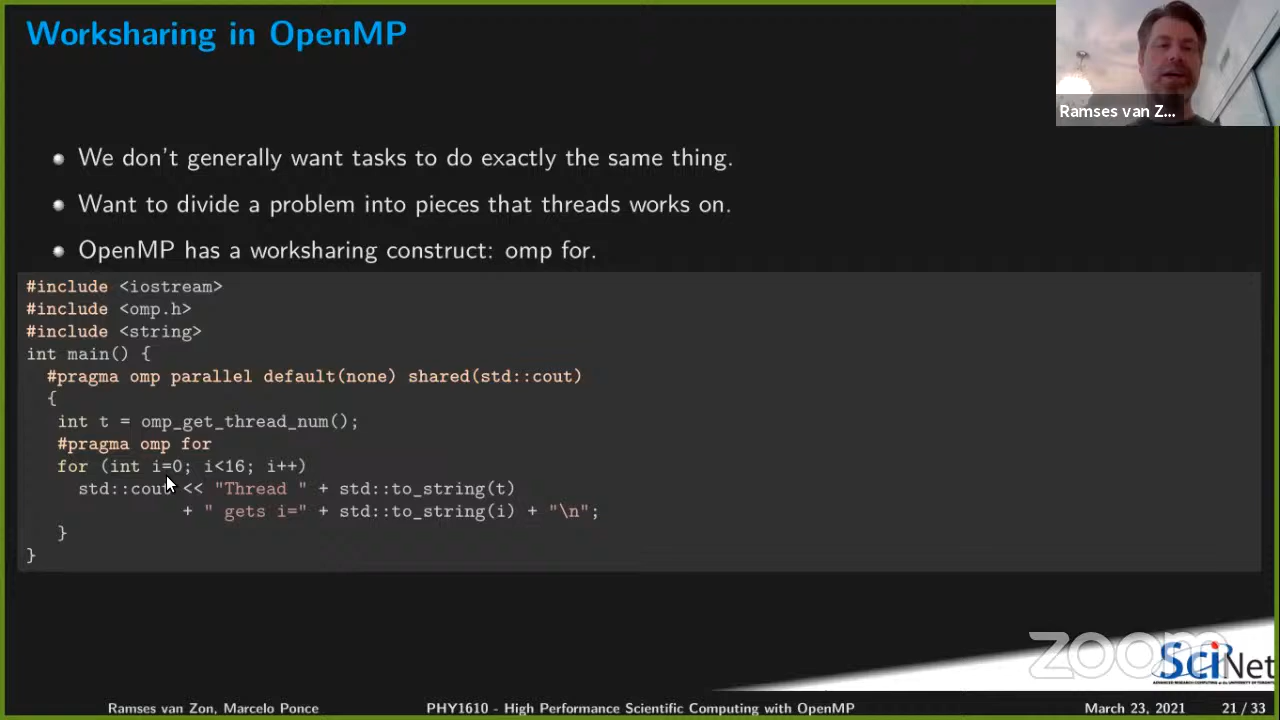 Worksharing in OpenMP
Ramses van Z...
We don't generally want tasks to do exactly the same thing.
Want to divide a problem into pieces that threads works on.
OpenMP has a worksharing construct: omp for.
#include <iostream>
#include <omp.h>
#include <string>
int main() {
#pragma omp parallel default(none) shared(std::cout)
{
int t = omp_get_thread_num();
#pragma omp for
for (int i=0; i<16; i++)
std::cout << "Thread " + std::to_string(t)
+ " gets i=" + std::to_string(i) + "\n";
}
}
zoom
SciNet
Ramses van Zon, Marcelo Ponce
PHY1610 - High Performance Scientific Computing with OpenMP
March 23, 2021
21 / 33